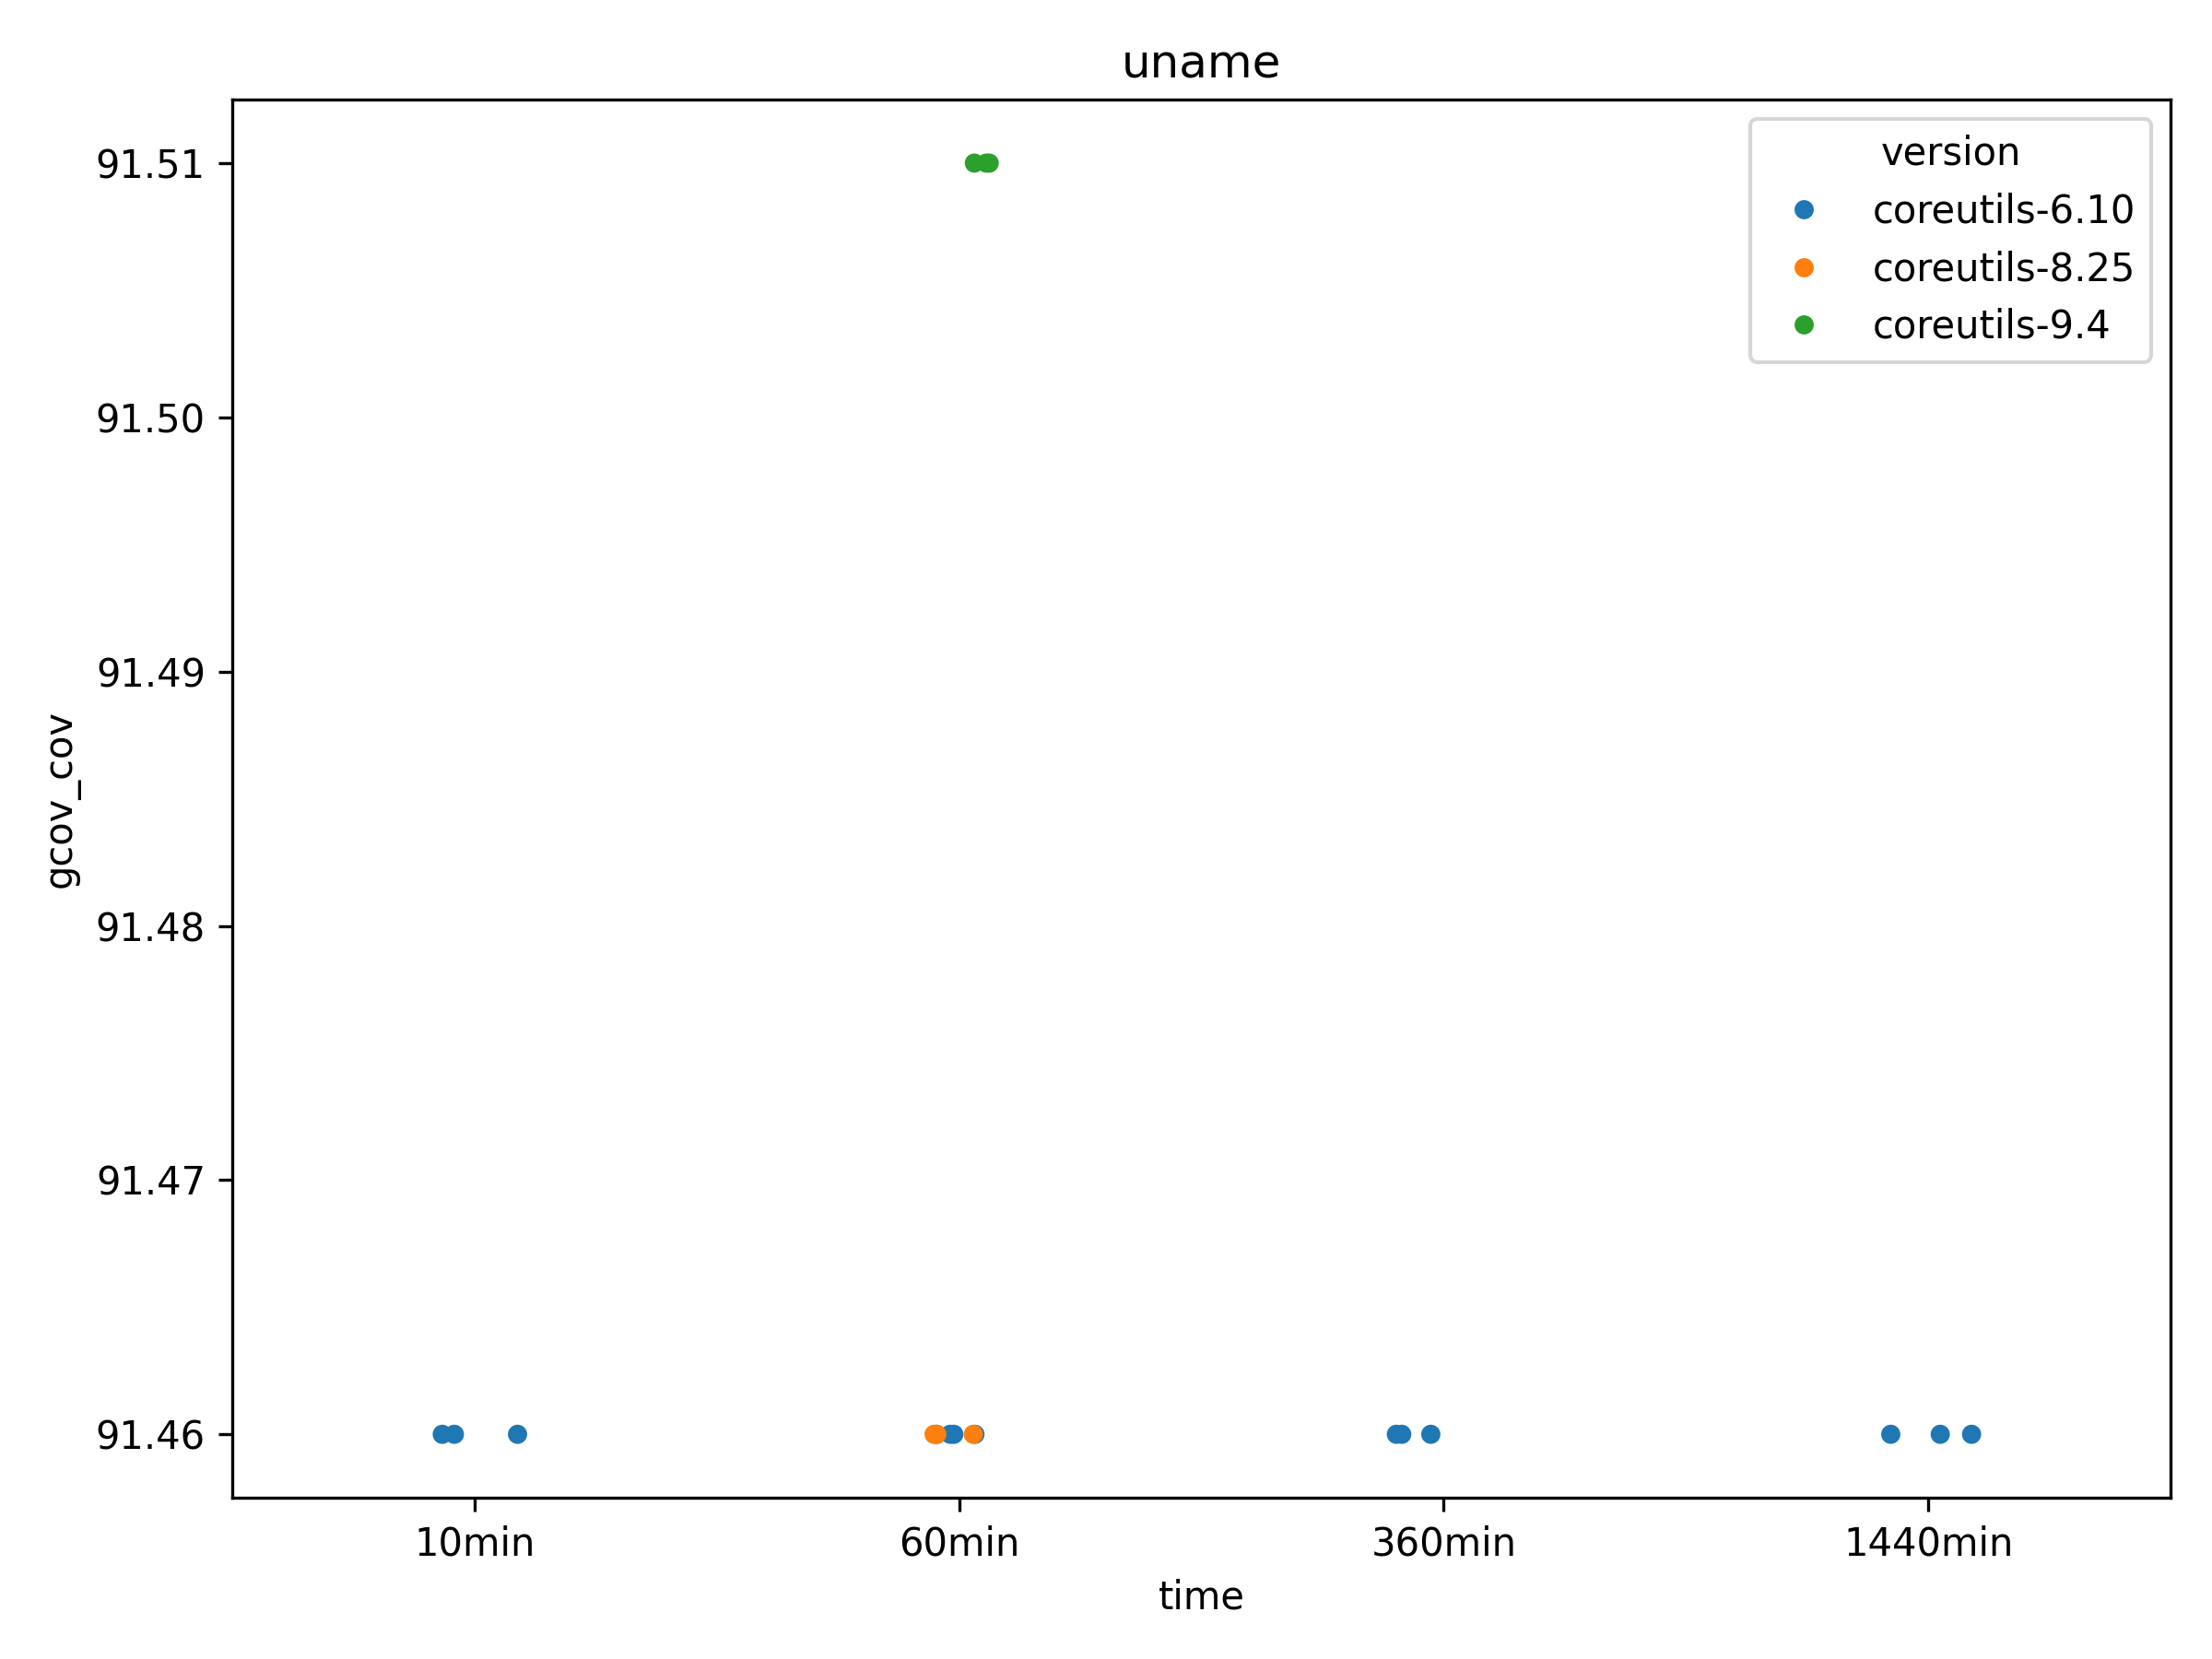 uname
version
coreutils-6.10
coreutils-8.25
coreutils-9.4
gcov_cov
91.51
91.50
91.49
91.48
91.47
91.46
10min
60min
360min
1440min
time